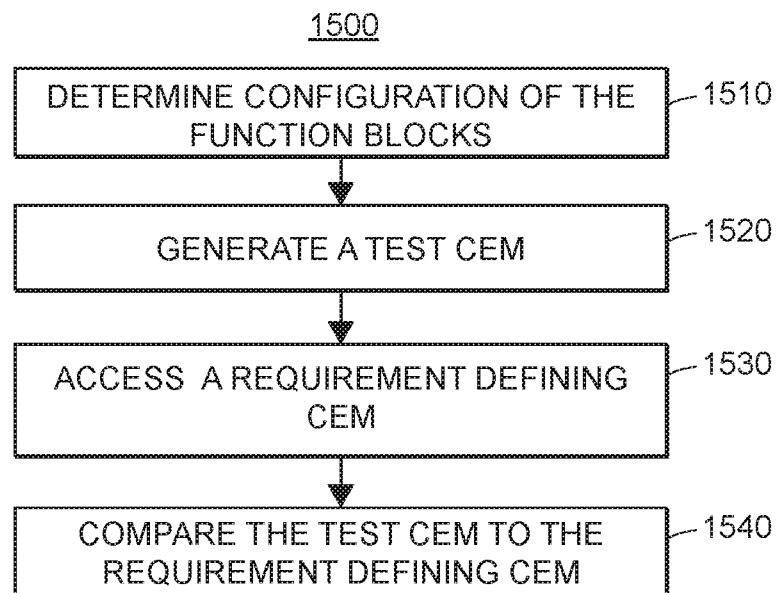 1500
DETERMINE CONFIGURATION OF THE
FUNCTION BLOCKS
1510
GENERATE A TEST CEM
1520
ACCESS A REQUIREMENT DEFINING
CEM
1530
COMPARE THE TEST CEM TO THE
REQUIREMENT DEFINING CEM
1540